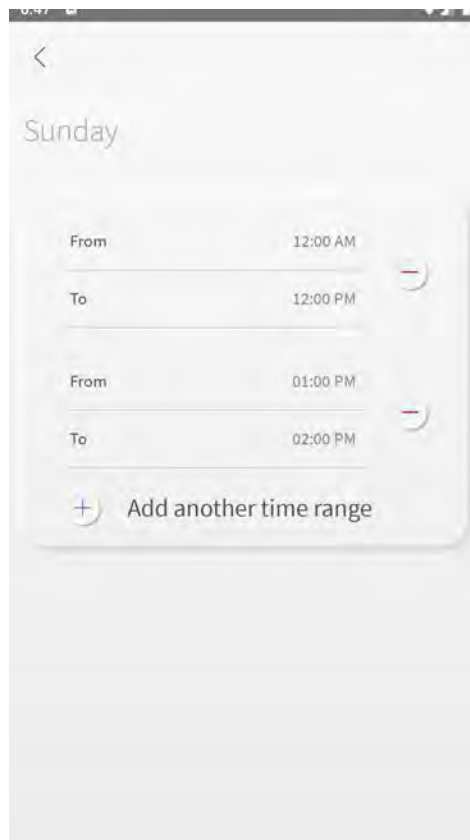 Sunday
From 12:00 AM
To 12:00 PM
From 01:00 PM
To 02:00 PM
Add another time range